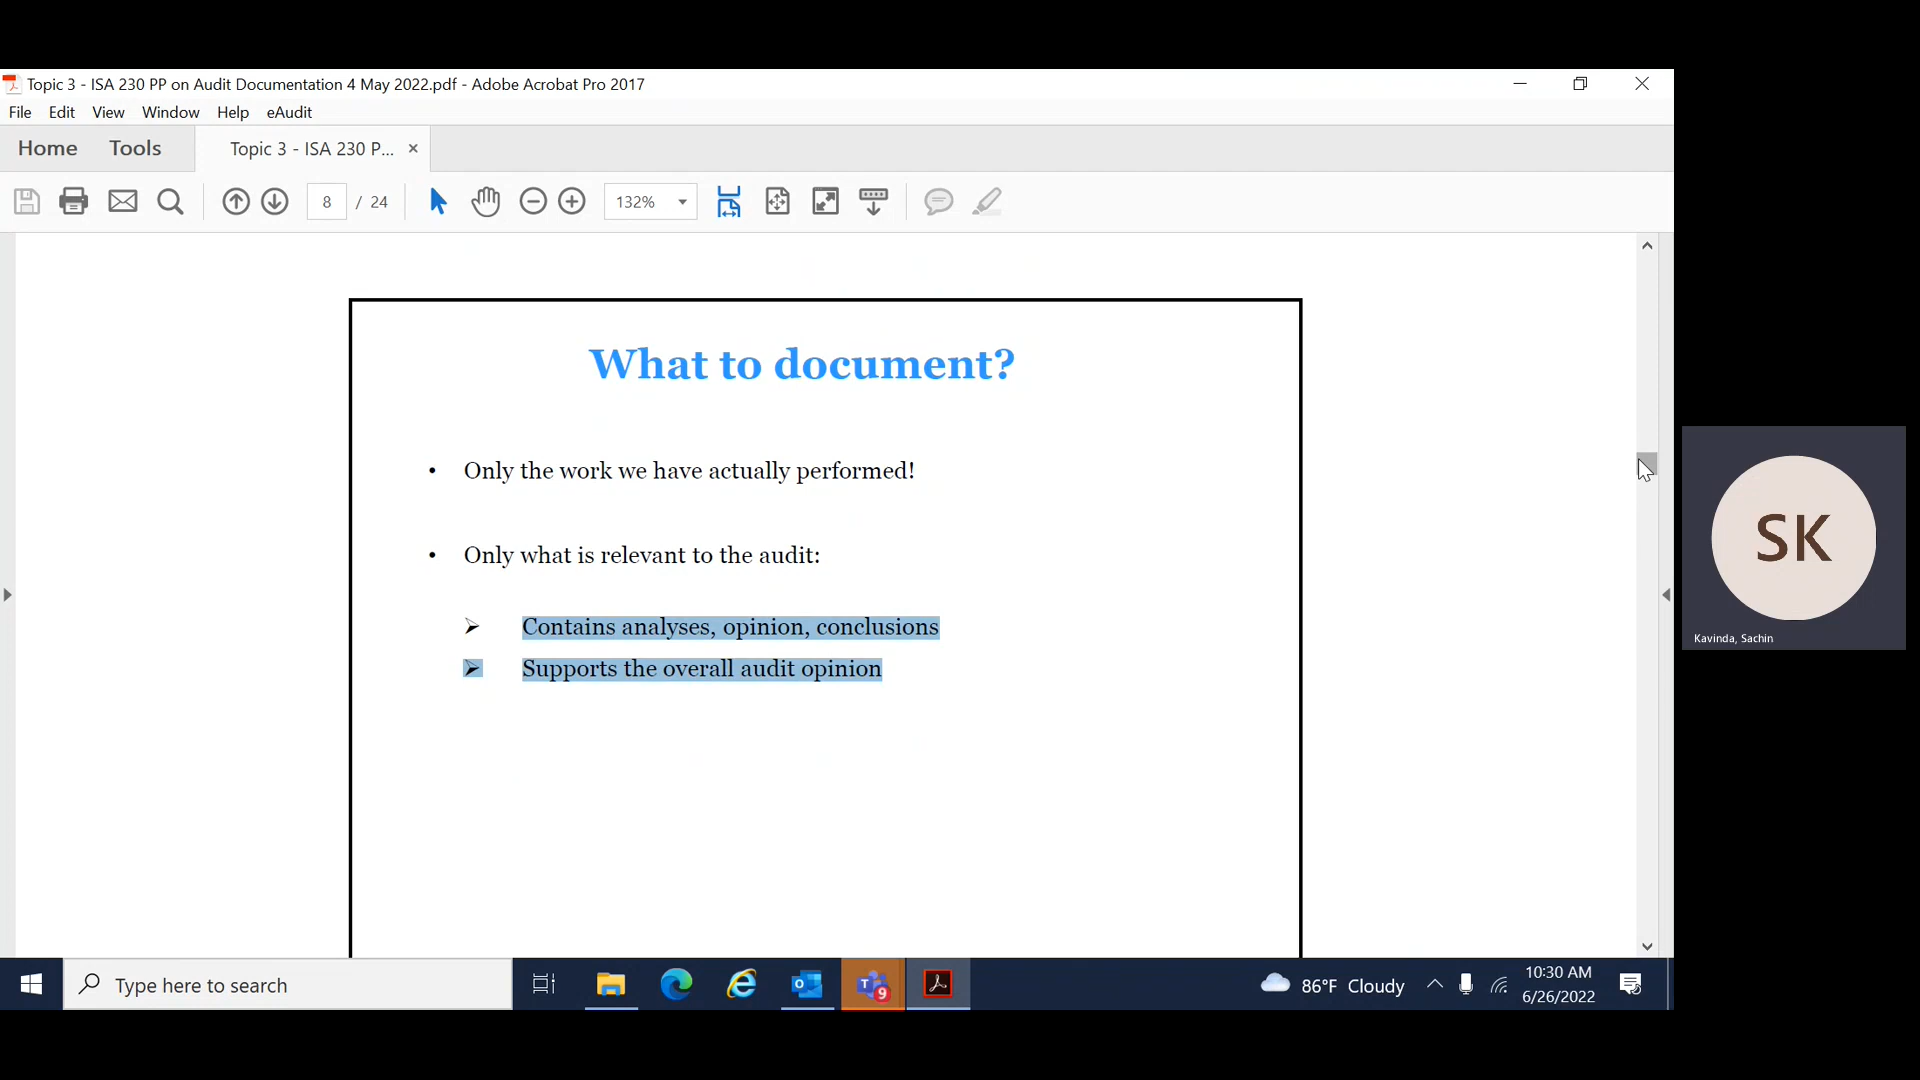 Topic 3 - ISA 230 PP on Audit Documentation 4 May 2022.pdf - Adobe Acrobat Pro 2017
File Edit View Window Help eAudit
Home Tools Topic 3 - ISA 230 P... ×
8 / 24 132%
What to document?
• Only the work we have actually performed!
• Only what is relevant to the audit:
➢ Contains analyses, opinion, conclusions
➢ Supports the overall audit opinion
SK
Kavinda, Sachin
Type here to search
9
86°F Cloudy
10:30 AM
6/26/2022